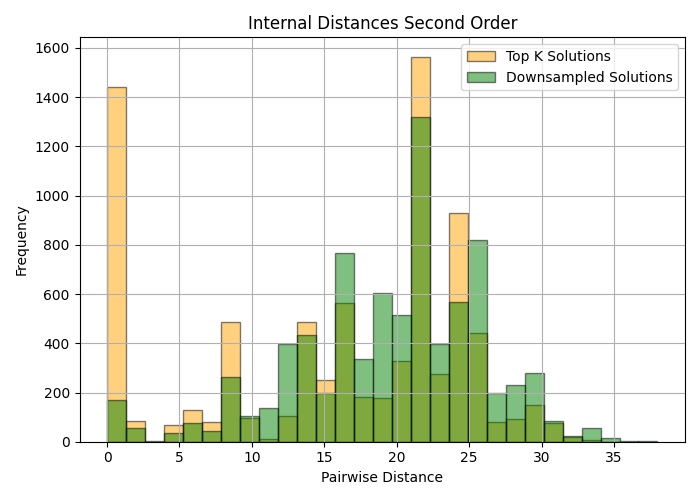 Internal Distances Second Order
Top K Solutions
Downsampled Solutions
Frequency
1600
1400
1200
1000
800
600
400
200
0
0 5 10 15 20 25 30 35
Pairwise Distance